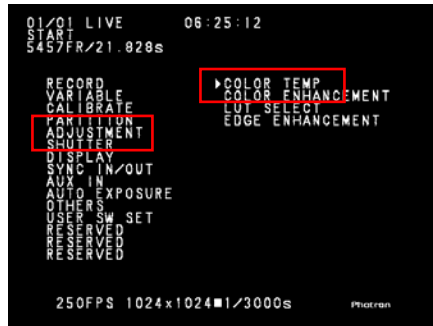 01/01 LIVE 06:25:12
START
5457FR/21.828s
RECORD
VARIABLE
CALIBRATE
PARTITION
ADJUSTMENT
SHUTTER
DISPLAY
SYNC IN/OUT
AUX IN
AUTO EXPOSURE
OTHERS
USER SW SET
RESERVED
RESERVED
RESERVED
▶COLOR TEMP
COLOR ENHANCEMENT
LUT SELECT
EDGE ENHANCEMENT
250FPS 1024x1024■1/3000s
Photron